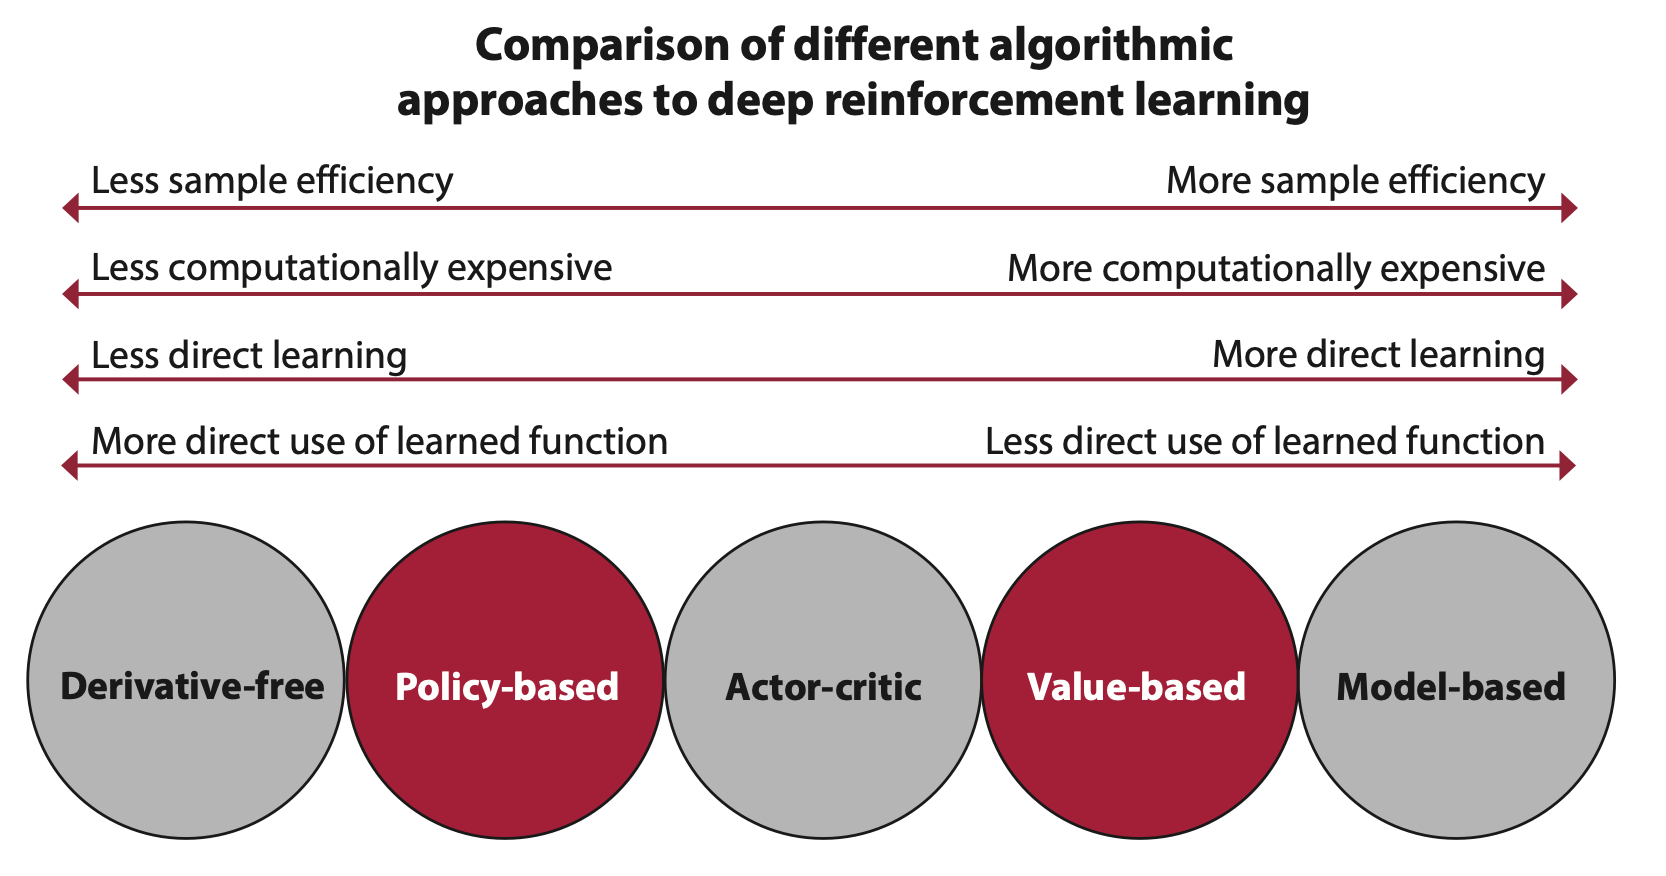 Comparison of different algorithmic
approaches to deep reinforcement learning
Less sample efficiency
More sample efficiency
Less computationally expensive
More computationally expensive
Less direct learning
More direct learning
More direct use of learned function
Less direct use of learned function
Derivative-free
Policy-based
Actor-critic
Value-based
Model-based